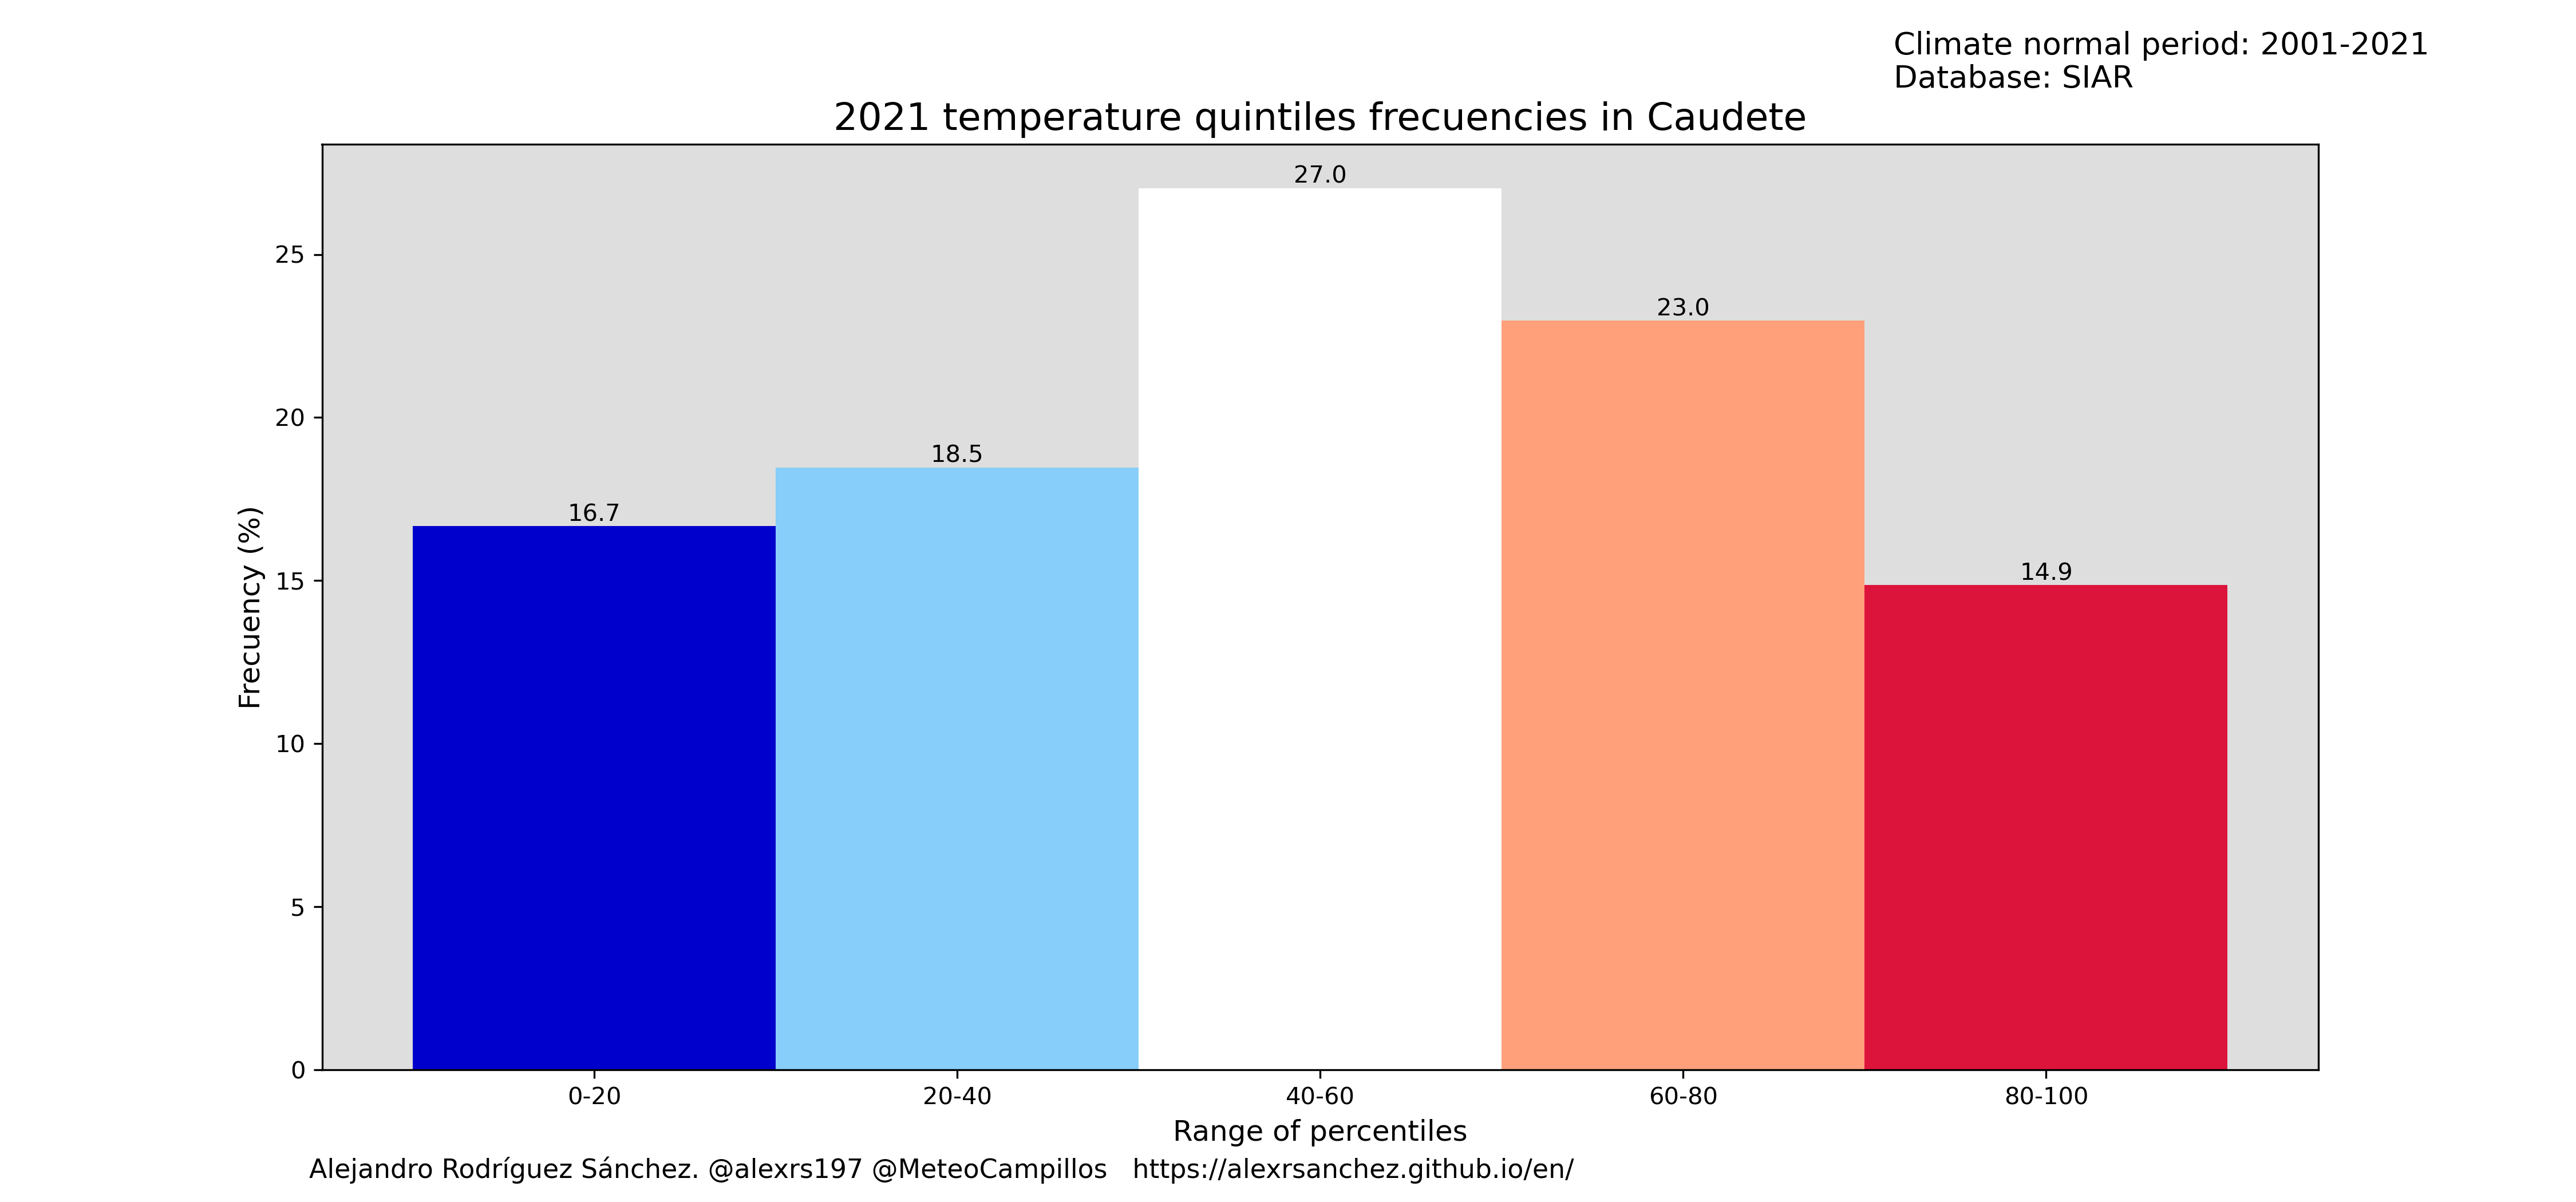 Climate normal period: 2001-2021
Database: SIAR
2021 temperature quintiles frecuencies in Caudete
27.0
25
23.0
20
18.5
16.7
Frecuency (%)
15
14.9
10
5
0
0-20
20-40
40-60
60-80
80-100
Range of percentiles
Alejandro Rodríguez Sánchez. @alexrs197 @MeteoCampillos   https://alexrsanchez.github.io/en/